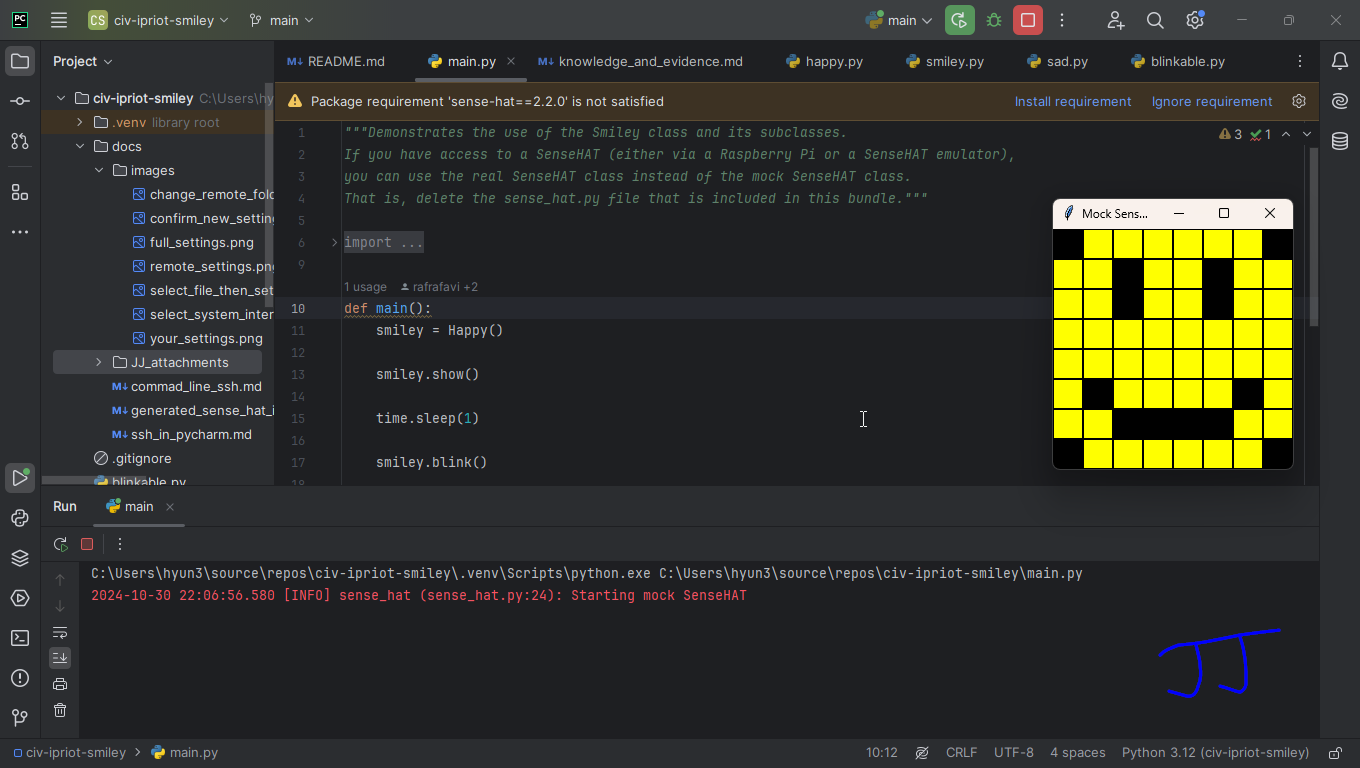 PC
CS civ-ipriot-smiley main main
Project
README.md main.py knowledge_and_evidence.md happy.py smiley.py sad.py blinkable.py
Package requirement 'sense-hat==2.2.0' is not satisfied Install requirement Ignore requirement
civ-ipriot-smiley C:\Users\hy
.venv library root
docs
images
change_remote_fold
confirm_new_settin
full_settings.png
remote_settings.png
select_file_then_set
select_system_inter
your_settings.png
JJ_attachments
commad_line_ssh.md
generated_sense_hat_i
ssh_in_pycharm.md
.gitignore
blinkable.py
3 1
1 """Demonstrates the use of the Smiley class and its subclasses.
2 If you have access to a SenseHAT (either via a Raspberry Pi or a SenseHAT emulator),
3 you can use the real SenseHAT class instead of the mock SenseHAT class.
4 That is, delete the sense_hat.py file that is included in this bundle."""
5
6 import ...
9
1 usage rafrafavi +2
10 def main():
11 smiley = Happy()
12
13 smiley.show()
14
15 time.sleep(1)
16
17 smiley.blink()
18
Mock Sens...
Run main
C:\Users\hyun3\source\repos\civ-ipriot-smiley\.venv\Scripts\python.exe C:\Users\hyun3\source\repos\civ-ipriot-smiley\main.py
2024-10-30 22:06:56.580 [INFO] sense_hat (sense_hat.py:24): Starting mock SenseHAT
JJ
civ-ipriot-smiley main.py 10:12 CRLF UTF-8 4 spaces Python 3.12 (civ-ipriot-smiley)